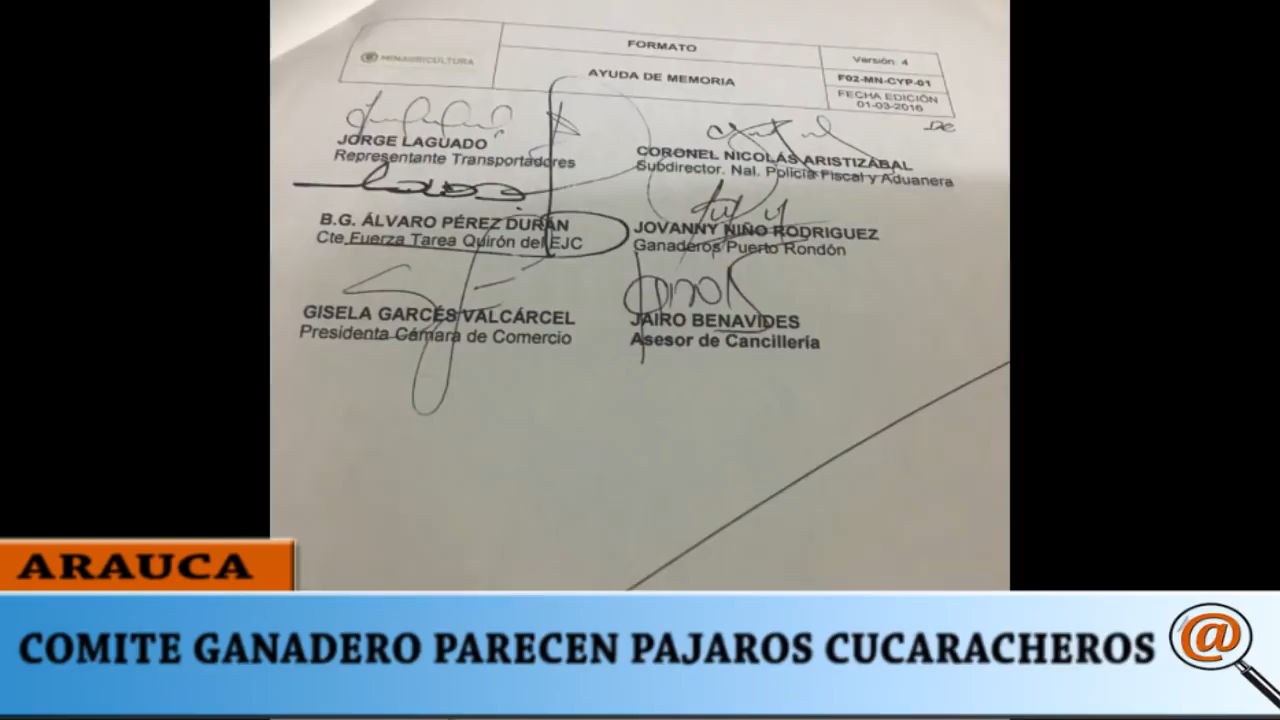 MINAGRICULTURA
FORMATO
AYUDA DE MEMORIA
Versión: 4
F02-MN-CYP-01
FECHA EDICIÓN
01-03-2016
JORGE LAGUADO
Representante Transportadores
CORONEL NICOLÁS ARISTIZÁBAL
Subdirector. Nal. Policía Fiscal y Aduanera
B.G. ÁLVARO PÉREZ DURÁN
Cte Fuerza Tarea Quirón del EJC
JOVANNY NIÑO RODRIGUEZ
Ganaderos Puerto Rondón
GISELA GARCÉS VALCÁRCEL
Presidenta Cámara de Comercio
JAIRO BENAVIDES
Asesor de Cancillería
ARAUCA
COMITE GANADERO PARECEN PAJAROS CUCARACHEROS
@